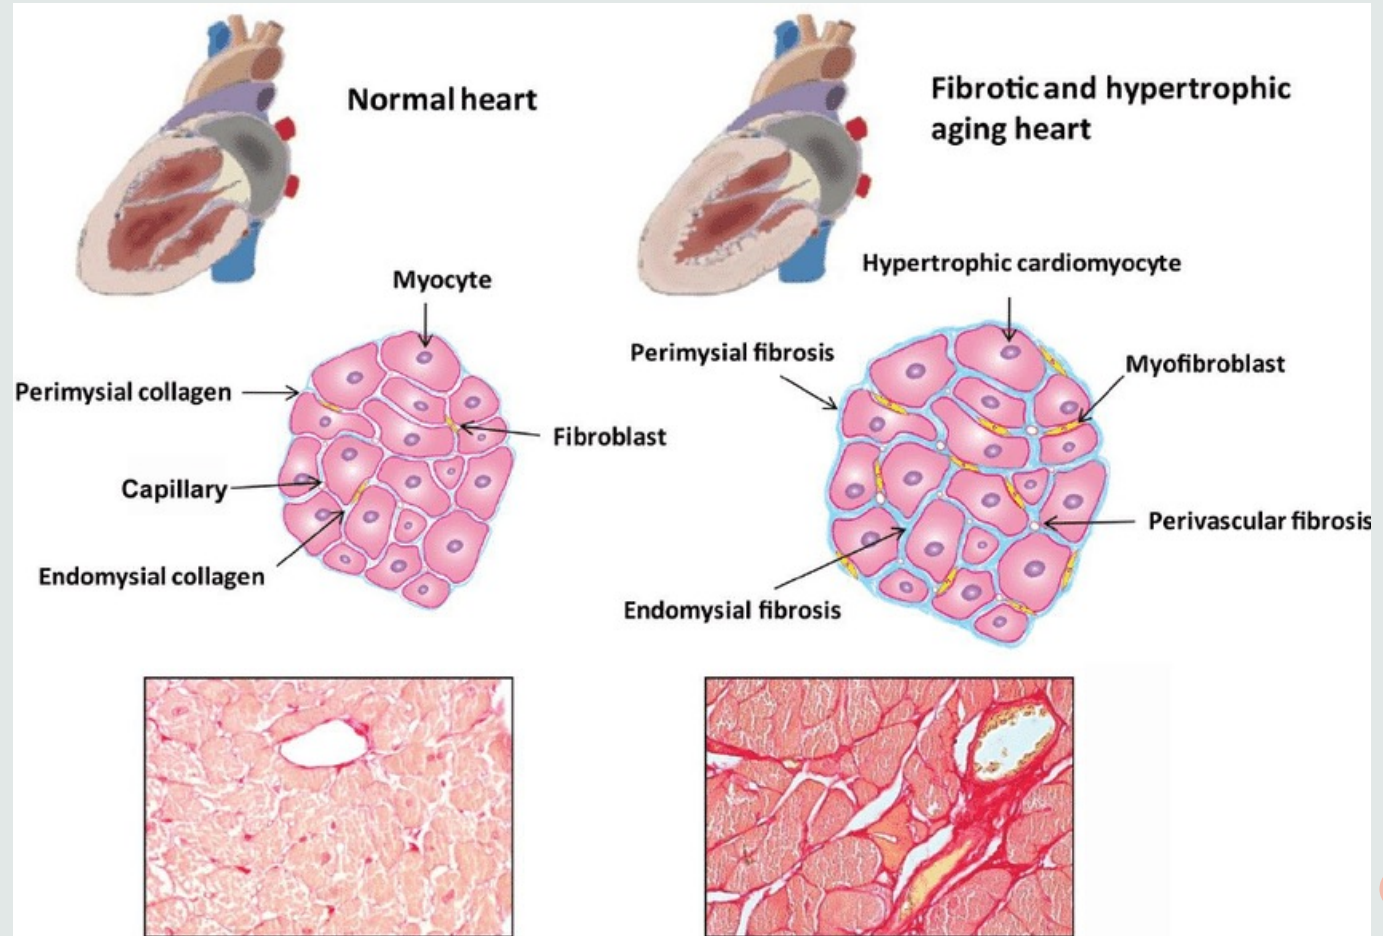 Normal heart
Fibrotic and hypertrophic
aging heart
Myocyte
Perimysial collagen
Fibroblast
Capillary
Endomysial collagen
Hypertrophic cardiomyocyte
Perimysial fibrosis
Myofibroblast
Perivascular fibrosis
Endomysial fibrosis